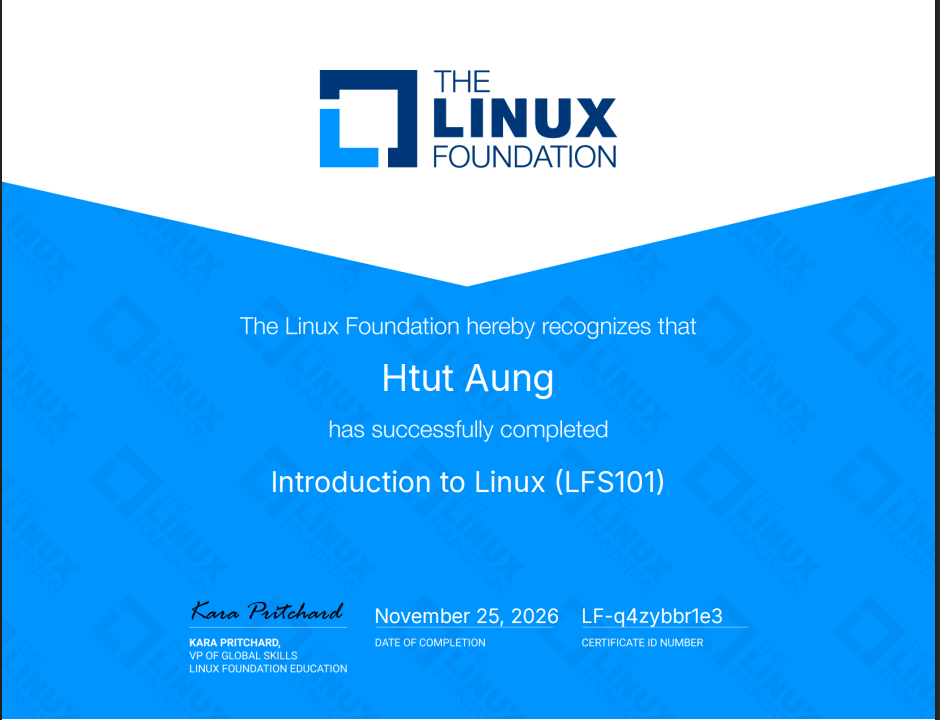 THE
LINUX
FOUNDATION
The Linux Foundation hereby recognizes that
Htut Aung
has successfully completed
Introduction to Linux (LFS101)
Kara Pritchard
KARA PRITCHARD,
VP OF GLOBAL SKILLS
LINUX FOUNDATION EDUCATION
November 25, 2026
DATE OF COMPLETION
LF-q4zybbr1e3
CERTIFICATE ID NUMBER